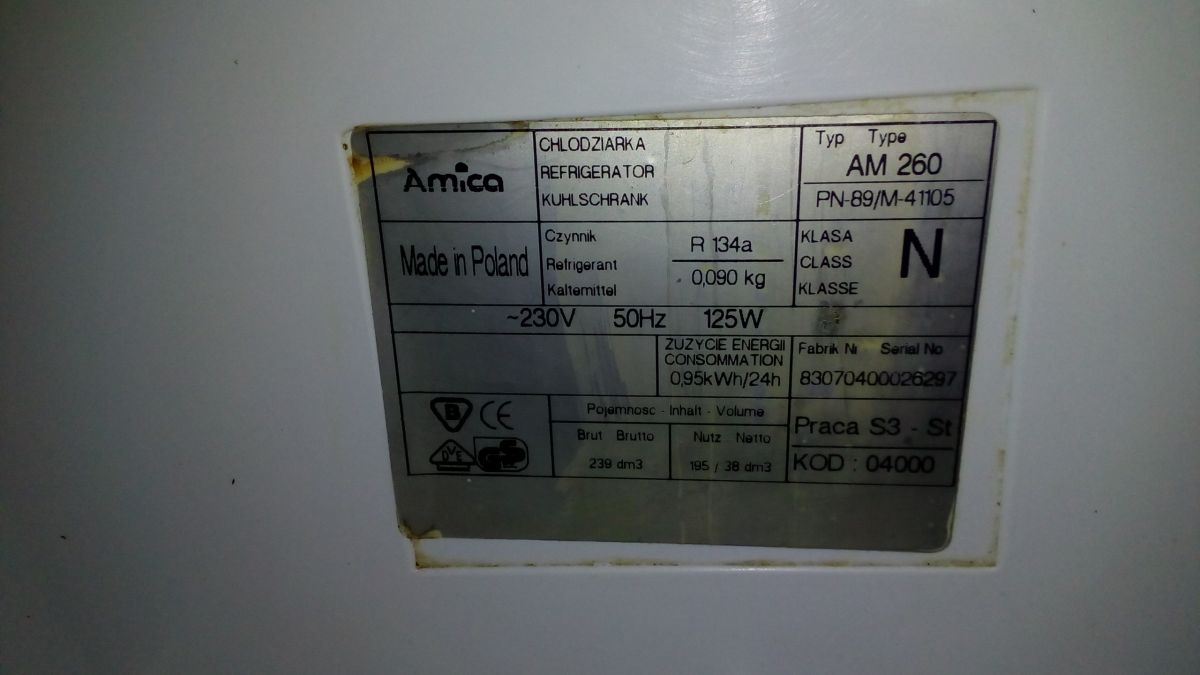 Amica
CHLODZIARKA
REFRIGERATOR
KUHLSCHRANK
Typ Type
AM 260
PN-89/M-41105
Made in Poland
Czynnik
Refrigerant
Kaltemittel
R 134a
0,090 kg
KLASA
CLASS
KLASSE
N
~230V 50Hz 125W
ZUZYCIE ENERGII
CONSOMMATION
0,95kWh/24h
Fabrik Nr Serial No
83070400026297
B CE
DVE GS
Pojemnosc - Inhalt - Volume
Brut Brutto
239 dm3
Nutz Netto
195 / 38 dm3
Praca S3 - St
KOD : 04000